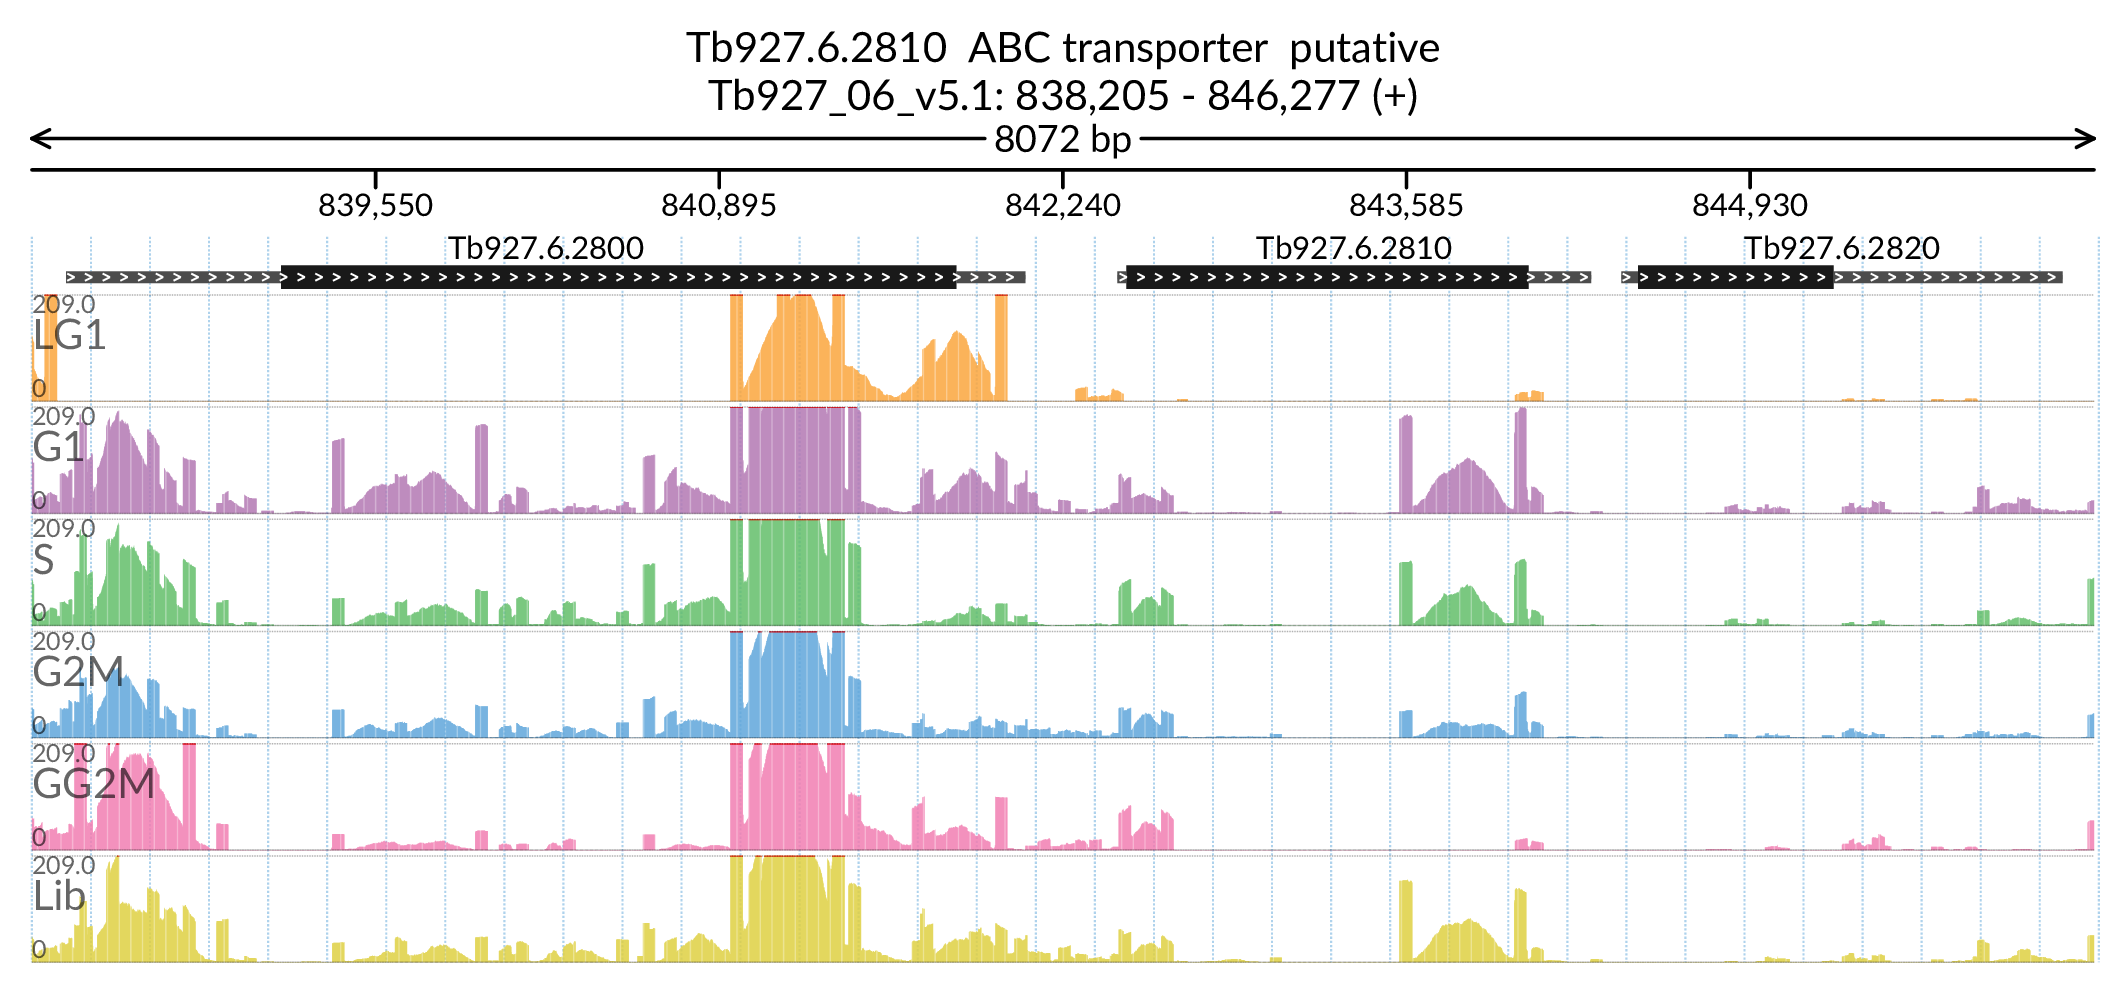 Tb927.6.2810  ABC transporter  putative
Tb927_06_v5.1: 838,205 - 846,277 (+)
8072 bp
839,550 840,895 842,240 843,585 844,930
Tb927.6.2800 Tb927.6.2810 Tb927.6.2820
209.0
LG1
0
209.0
G1
0
209.0
S
0
209.0
G2M
0
209.0
GG2M
0
209.0
Lib
0